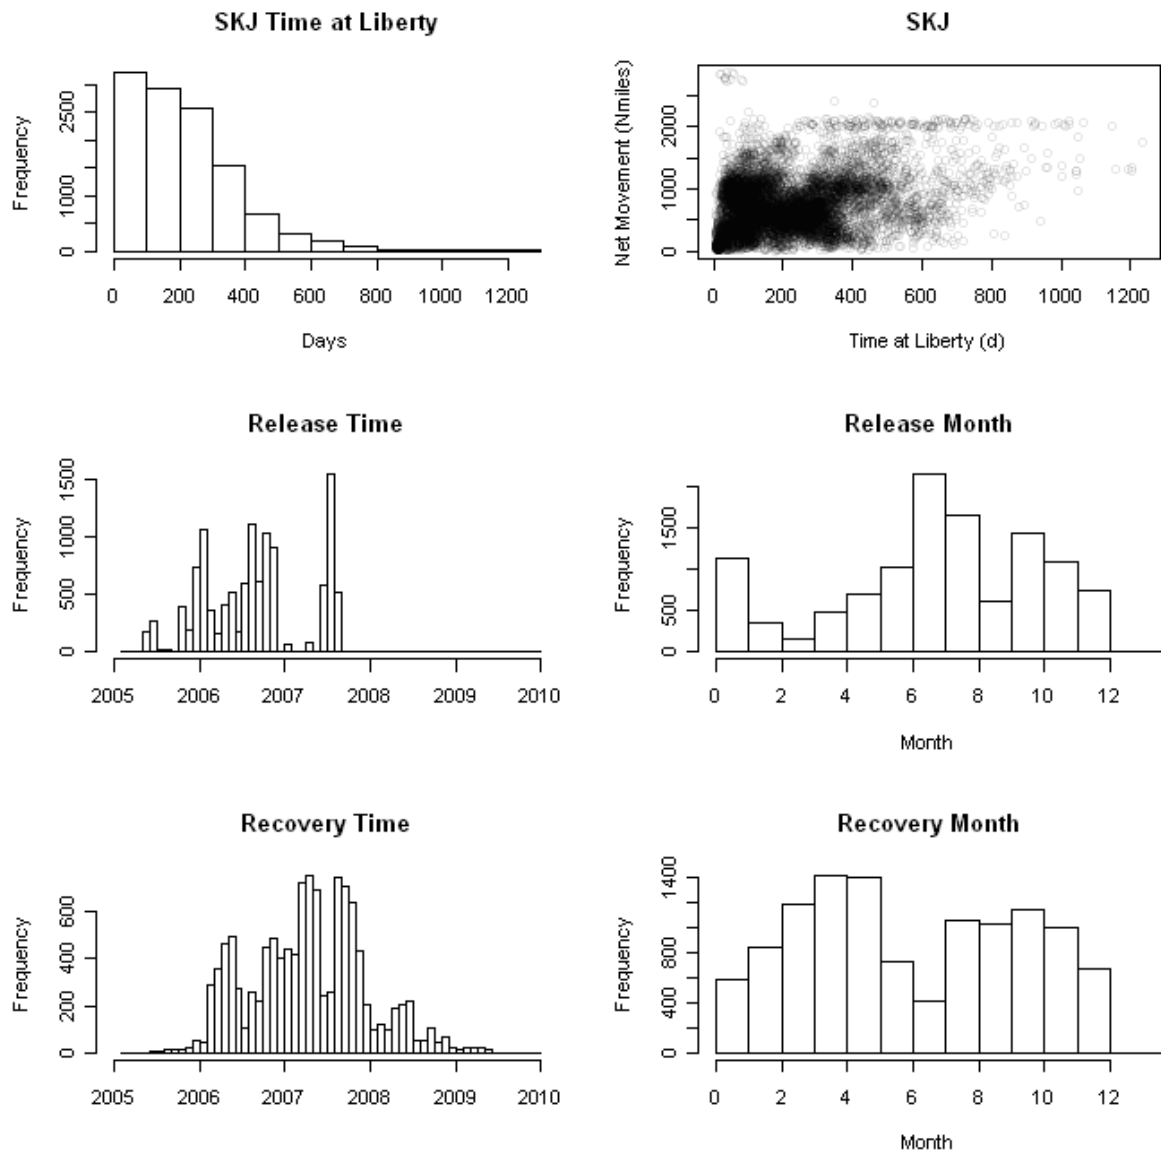 SKJ Time at Liberty
Frequency
0
1000
2500
0 200 400 600 800 1000 1200
Days
SKJ
Net Movement (Nmiles)
0
1000
2000
0 200 400 600 800 1000 1200
Time at Liberty (d)
Release Time
Frequency
0
500
1000
1500
2005 2006 2007 2008 2009 2010
Release Month
Frequency
0
500
1500
0 2 4 6 8 10 12
Month
Recovery Time
Frequency
0
200
400
600
2005 2006 2007 2008 2009 2010
Recovery Month
Frequency
0
400
800
1400
0 2 4 6 8 10 12
Month